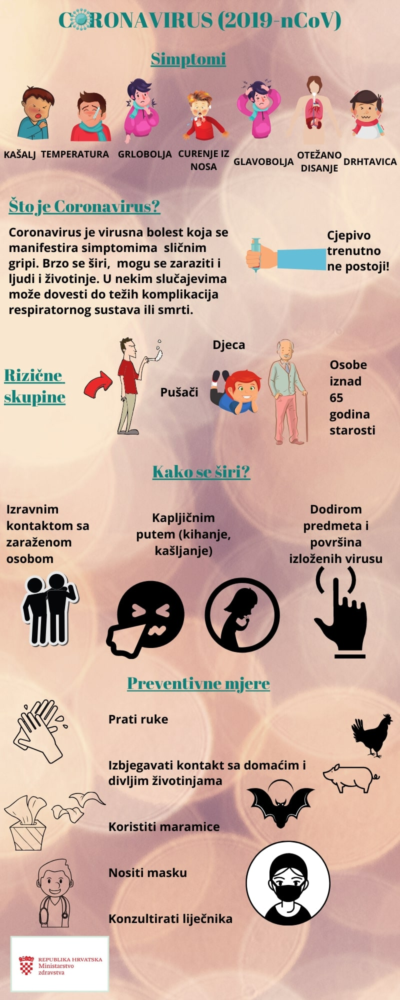 CORONAVIRUS (2019-nCoV)
Simptomi
KAŠALJ
TEMPERATURA
GRLOBOLJA
CURENJE IZ
NOSA
GLAVOBOLJA
OTEŽANO
DISANJE
DRHTAVICA
Što je Coronavirus?
Coronavirus je virusna bolest koja se
manifestira simptomima sličnim
gripi. Brzo se širi, mogu se zaraziti i
ljudi i životinje. U nekim slučajevima
može dovesti do težih komplikacija
respiratornog sustava ili smrti.
Cjepivo
trenutno
ne postoji!
Rizične
skupine
Pušači
Djeca
Osobe
iznad
65
godina
starosti
Kako se širi?
Izravnim
kontaktom sa
zaraženom
osobom
Kapljičnim
putem (kihanje,
kašljanje)
Dodirom
predmeta i
površina
izloženih virusu
Preventivne mjere
Prati ruke
Izbjegavati kontakt sa domaćim i
divljim životinjama
Koristiti maramice
Nositi masku
Konzultirati liječnika
REPUBLIKA HRVATSKA
Ministarstvo
zdravstva